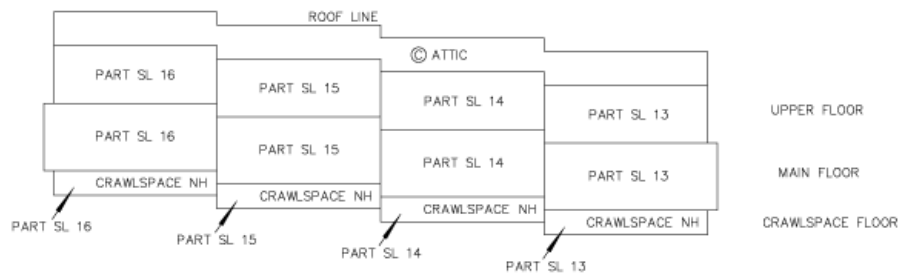 ROOF LINE
© ATTIC
PART SL 16
PART SL 15
PART SL 14
PART SL 13
UPPER FLOOR
PART SL 16
PART SL 15
PART SL 14
PART SL 13
MAIN FLOOR
CRAWLSPACE NH
CRAWLSPACE NH
CRAWLSPACE NH
CRAWLSPACE NH
CRAWLSPACE FLOOR
PART SL 16
PART SL 15
PART SL 14
PART SL 13